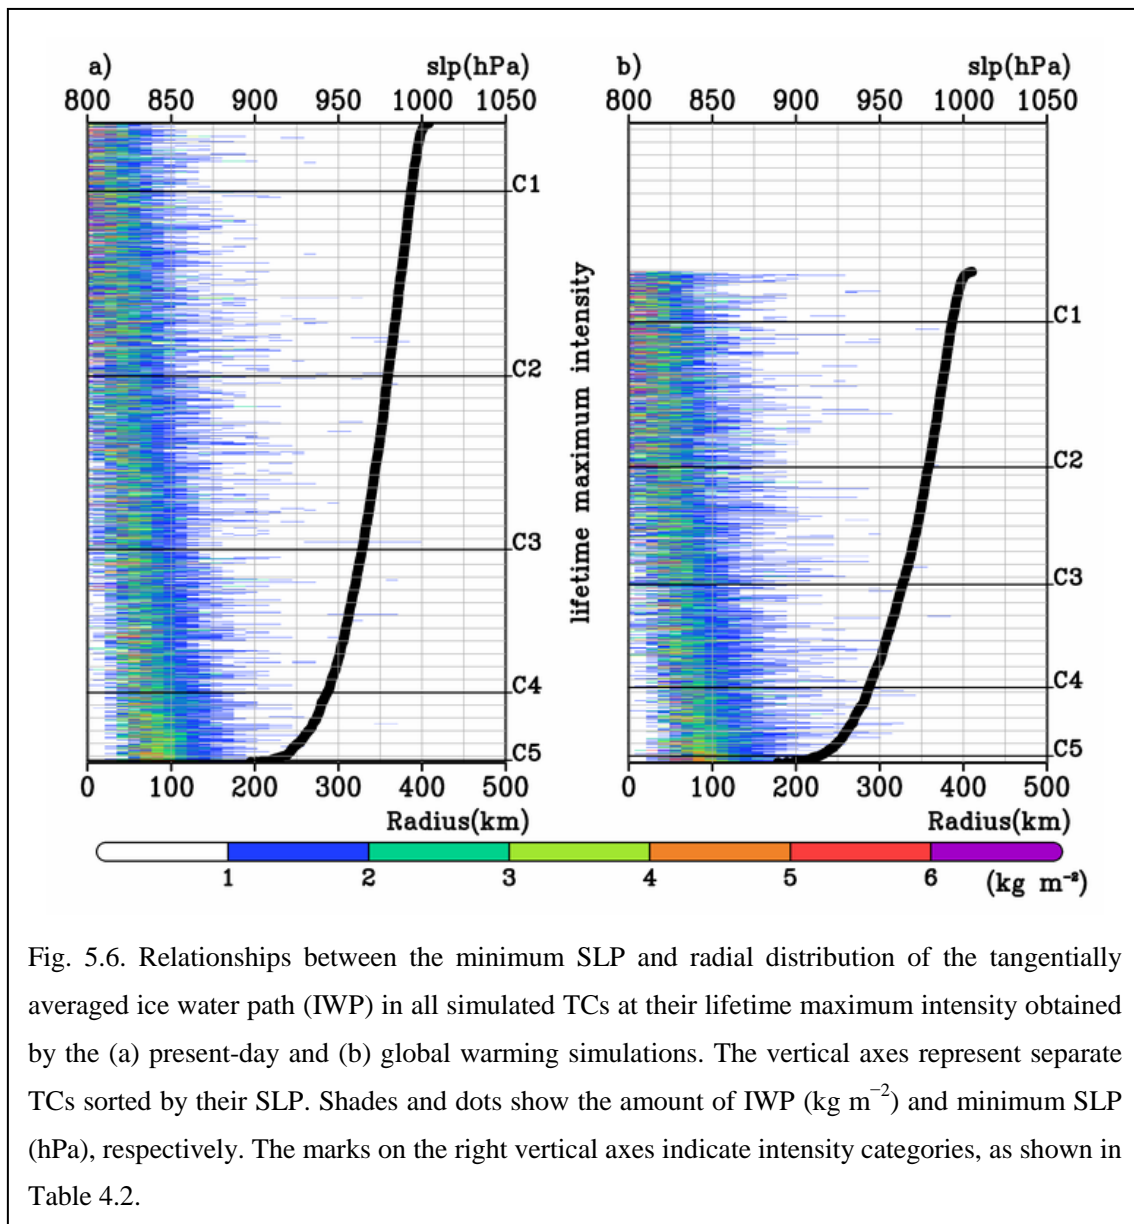 a) slp(hPa)
800 850 900 950 1000 1050
C1
C2
C3
C4
C5
0 100 200 300 400 500
Radius(km)
lifetime maximum intensity
b) slp(hPa)
800 850 900 950 1000 1050
C1
C2
C3
C4
C5
0 100 200 300 400 500
Radius(km)
1 2 3 4 5 6 (kg m⁻²)
Fig. 5.6. Relationships between the minimum SLP and radial distribution of the tangentially
averaged ice water path (IWP) in all simulated TCs at their lifetime maximum intensity obtained
by the (a) present-day and (b) global warming simulations. The vertical axes represent separate
TCs sorted by their SLP. Shades and dots show the amount of IWP (kg m⁻²) and minimum SLP
(hPa), respectively. The marks on the right vertical axes indicate intensity categories, as shown in
Table 4.2.